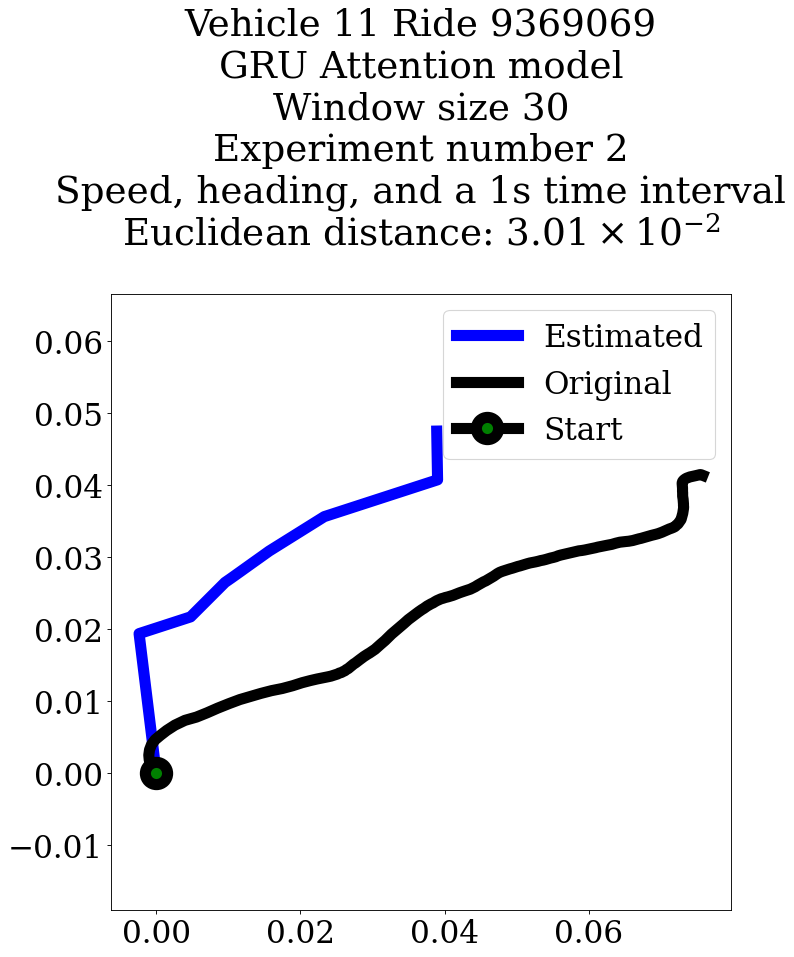 Vehicle 11 Ride 9369069
GRU Attention model
Window size 30
Experiment number 2
Speed, heading, and a 1s time interval
Euclidean distance: 3.01 × 10⁻²
Estimated
Original
Start
0.06
0.05
0.04
0.03
0.02
0.01
0.00
−0.01
0.00 0.02 0.04 0.06